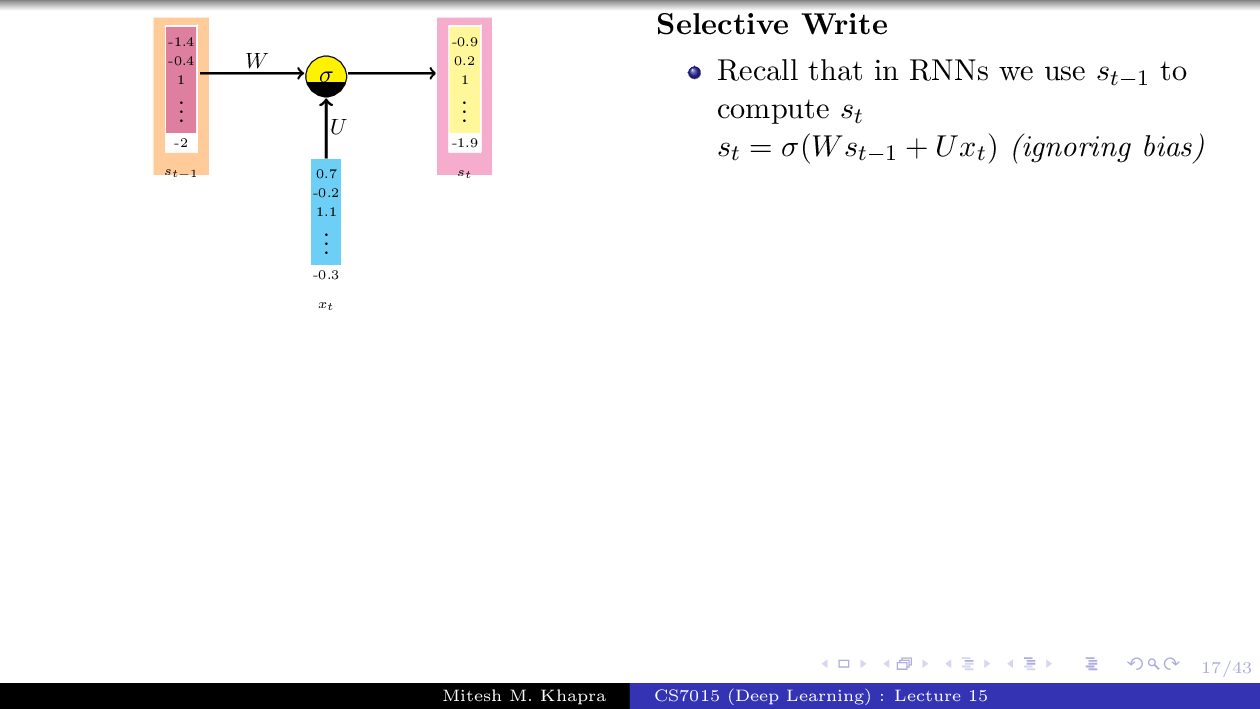 -1.4
-0.4
1
⋮
-2
s_{t−1}
W
σ
U
0.7
-0.2
1.1
⋮
-0.3
x_t
-0.9
0.2
1
⋮
-1.9
s_t
Selective Write
Recall that in RNNs we use s_{t−1} to
compute s_t
s_t = σ(Ws_{t−1} + Ux_t) (ignoring bias)
17/43
Mitesh M. Khapra
CS7015 (Deep Learning) : Lecture 15